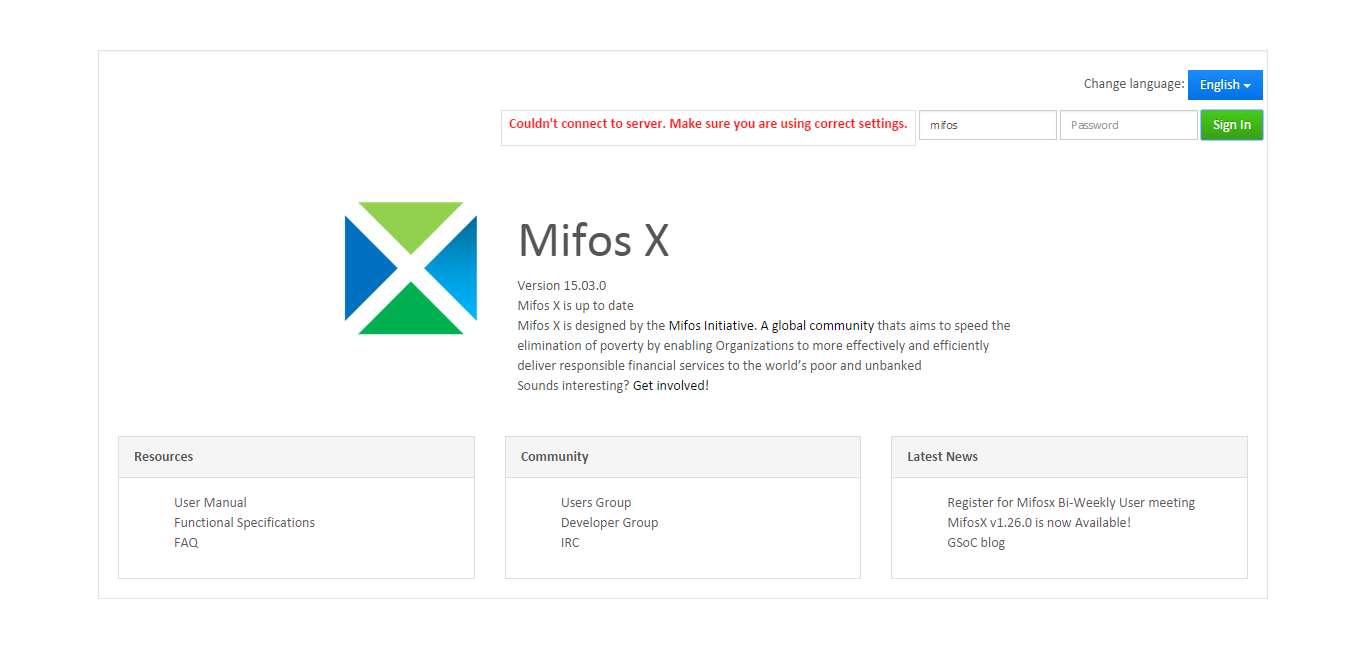 Change language: English
Couldn't connect to server. Make sure you are using correct settings. mifos Password Sign In
Mifos X
Version 15.03.0
Mifos X is up to date
Mifos X is designed by the Mifos Initiative. A global community thats aims to speed the
elimination of poverty by enabling Organizations to more effectively and efficiently
deliver responsible financial services to the world’s poor and unbanked
Sounds interesting? Get involved!
Resources
User Manual
Functional Specifications
FAQ
Community
Users Group
Developer Group
IRC
Latest News
Register for Mifosx Bi-Weekly User meeting
MifosX v1.26.0 is now Available!
GSoC blog